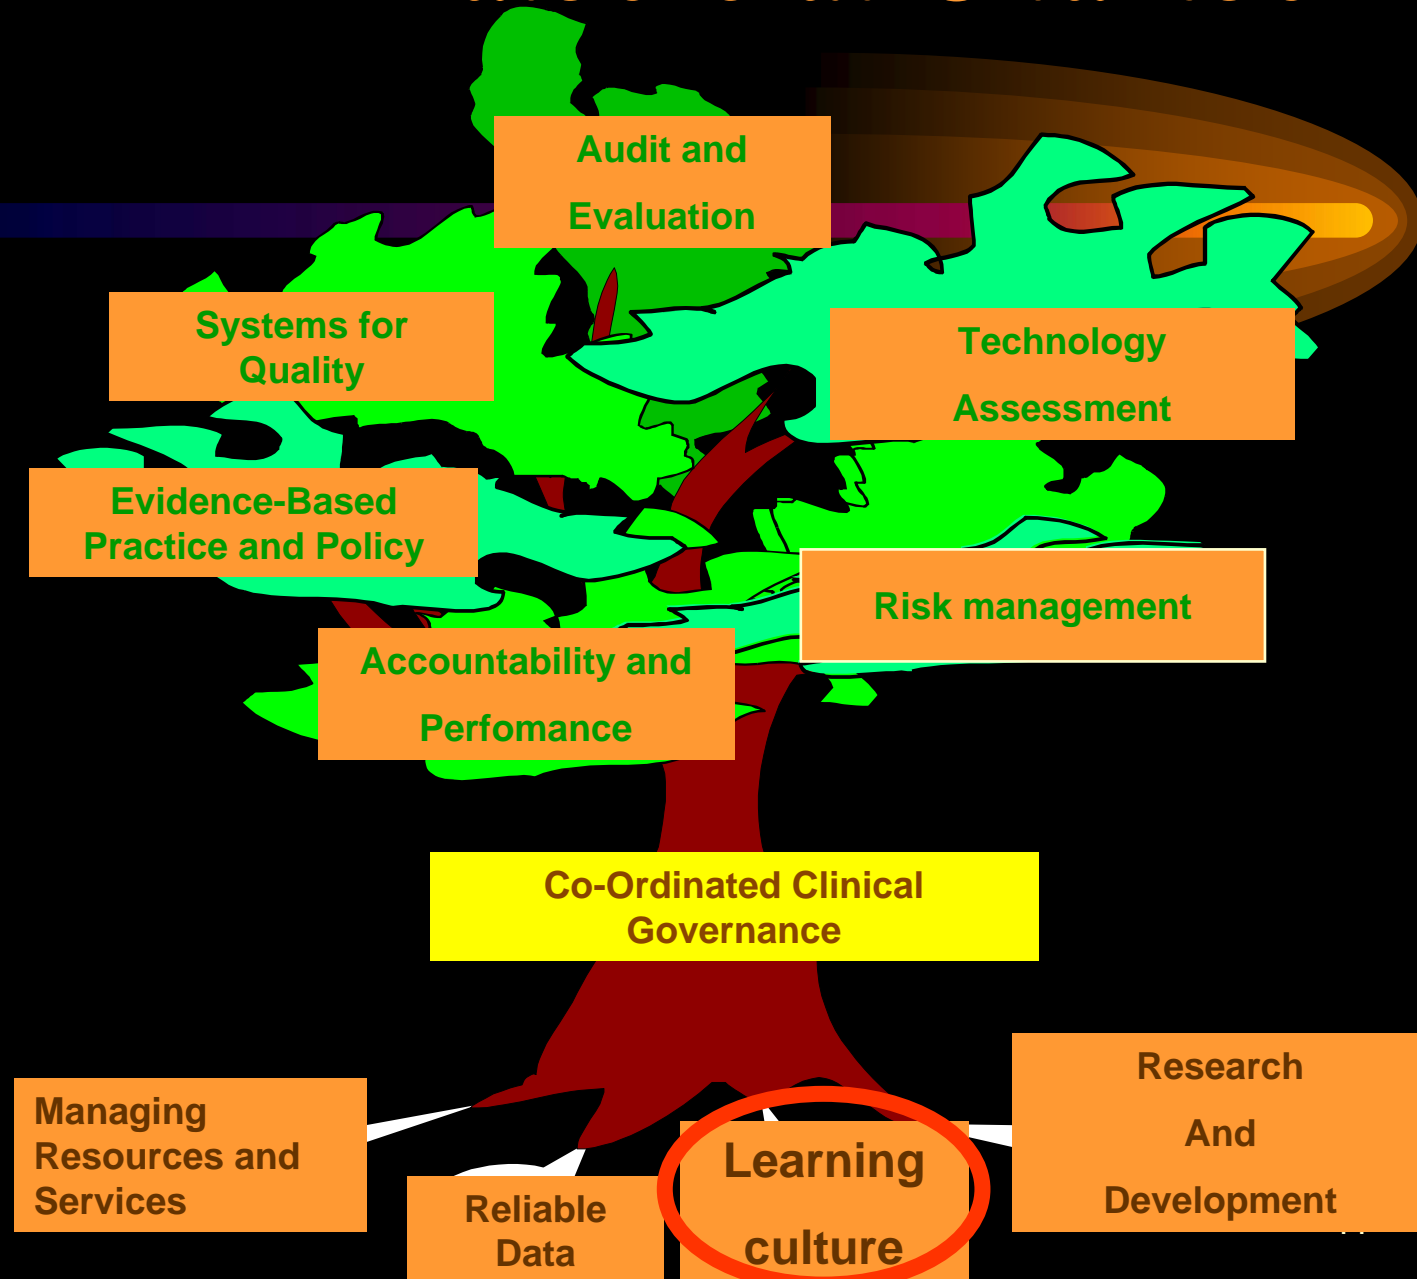 Audit and
Evaluation
Systems for
Quality
Technology
Assessment
Evidence-Based
Practice and Policy
Risk management
Accountability and
Perfomance
Co-Ordinated Clinical
Governance
Managing
Resources and
Services
Reliable
Data
Learning
culture
Research
And
Development